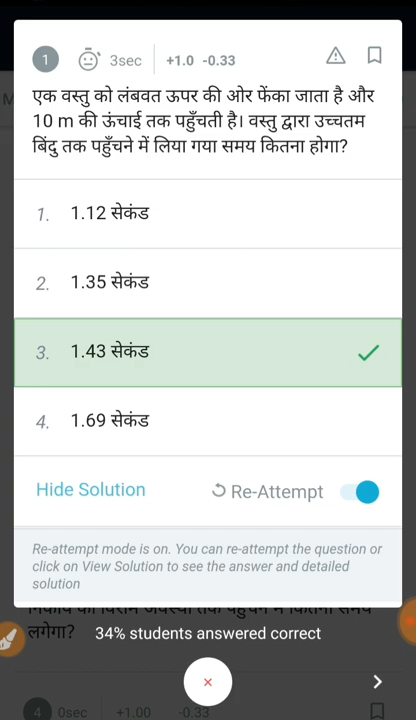 1 3sec +1.0 -0.33
एक वस्तु को लंबवत ऊपर की ओर फेंका जाता है और
10 m की ऊंचाई तक पहुँचती है। वस्तु द्वारा उच्चतम
बिंदु तक पहुँचने में लिया गया समय कितना होगा?
1. 1.12 सेकंड
2. 1.35 सेकंड
3. 1.43 सेकंड
4. 1.69 सेकंड
Hide Solution Re-Attempt
Re-attempt mode is on. You can re-attempt the question or
click on View Solution to see the answer and detailed
solution
लगेगा? 34% students answered correct
4 0sec +1.00 -0.33